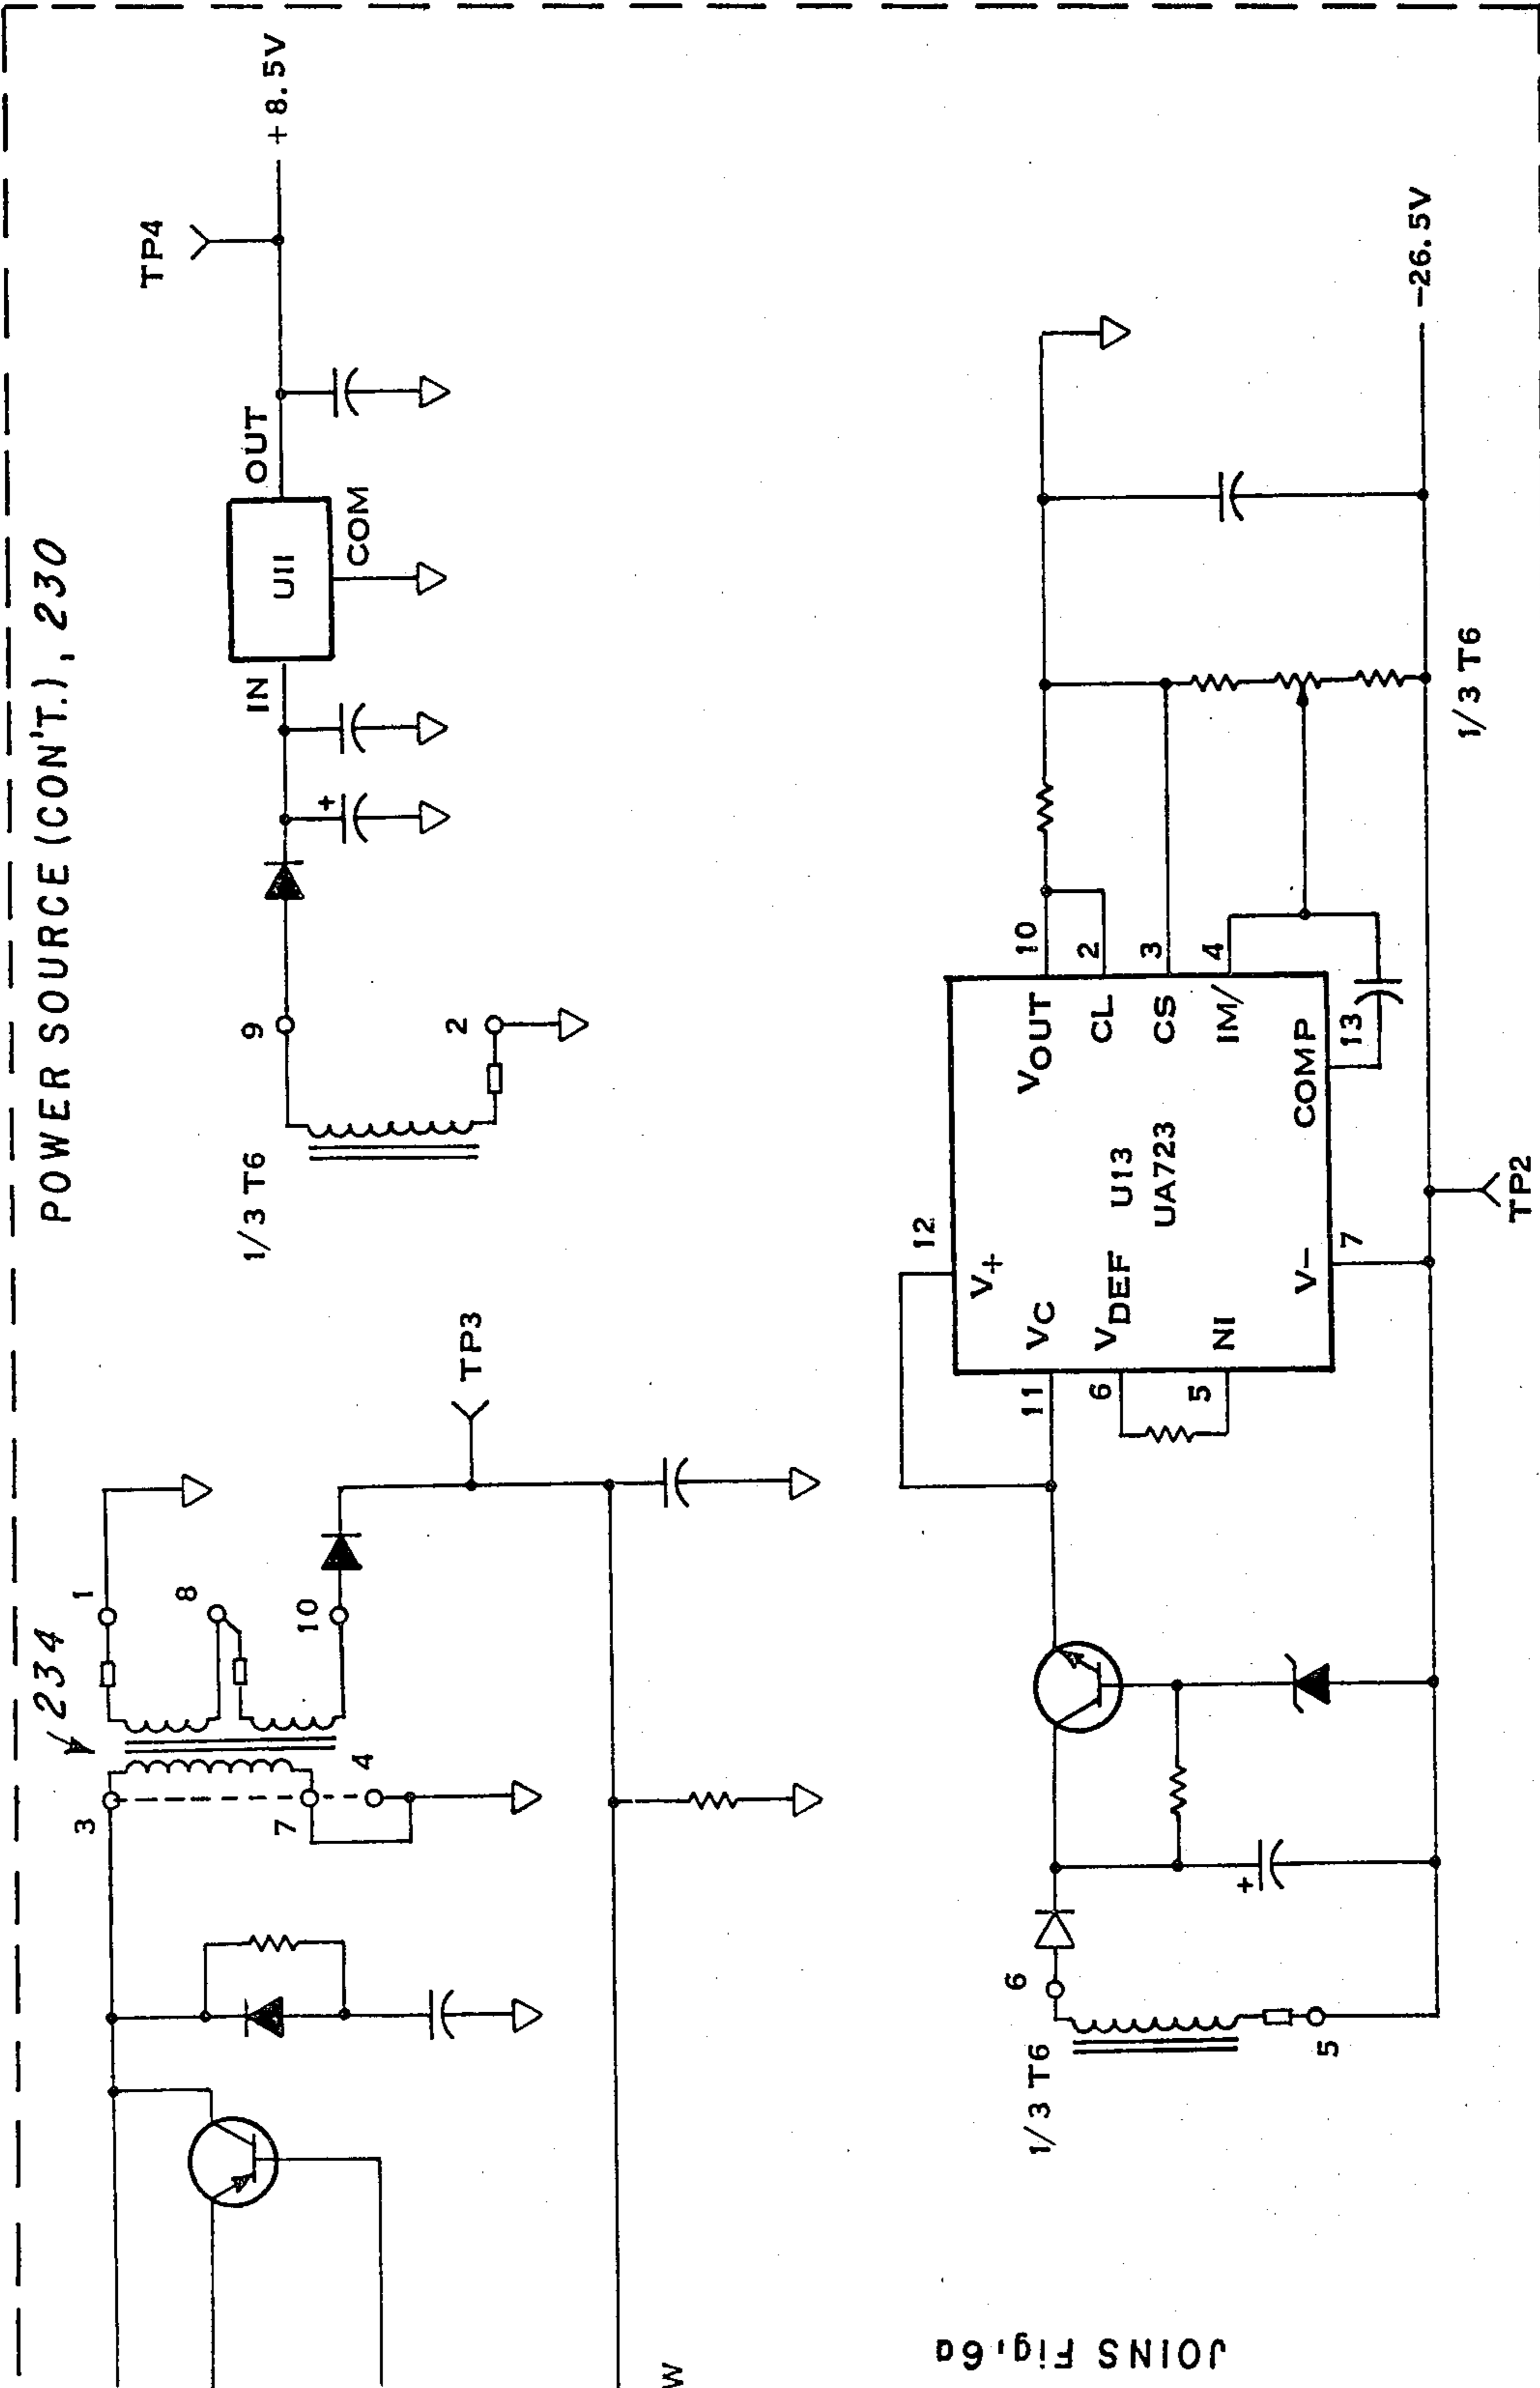 POWER SOURCE (CON'T.), 230
234
3
7
4
1
8
10
TP3
1/3 T6
9
2
IN
U11
OUT
COM
TP4
+8.5V
1/3 T6
6
5
12
V+
11
VC
6
VDEF
5
NI
U13
UA723
V-
7
VOUT
10
CL
2
CS
3
IM/
4
COMP
13
TP2
1/3 T6
-26.5V
W
JOINS Fig. 6a